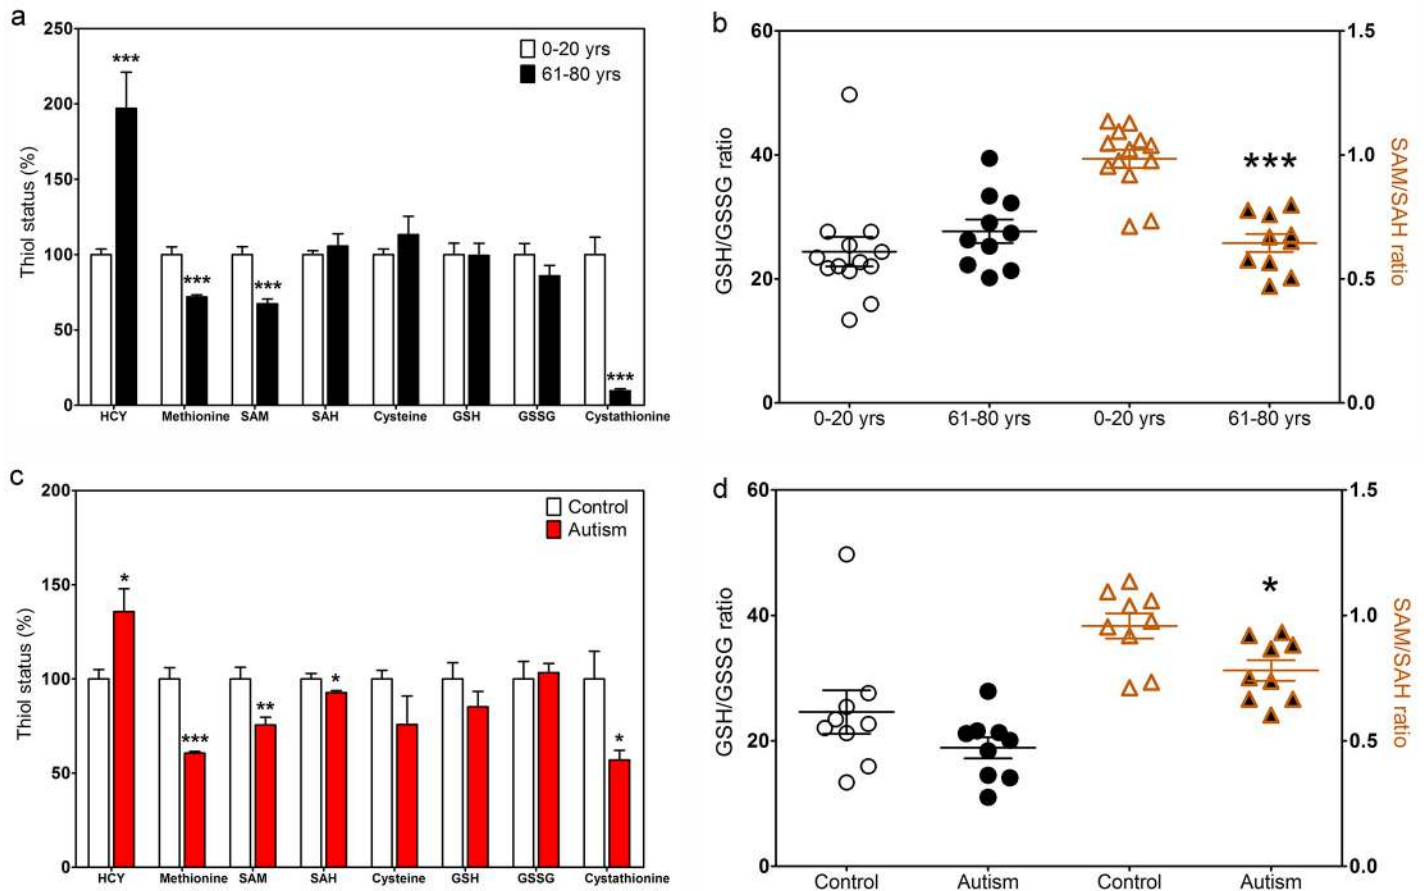 a
250
200
150
100
50
0
Thiol status (%)
0-20 yrs
61-80 yrs
***
***
***
***
HCY Methionine SAM SAH Cysteine GSH GSSG Cystathionine
b
60
40
20
0
GSH/GSSG ratio
1.5
1.0
0.5
0.0
SAM/SAH ratio
***
0-20 yrs 61-80 yrs 0-20 yrs 61-80 yrs
c
200
150
100
50
0
Thiol status (%)
Control
Autism
*
***
**
*
*
HCY Methionine SAM SAH Cysteine GSH GSSG Cystathionine
d
60
40
20
0
GSH/GSSG ratio
1.5
1.0
0.5
0.0
SAM/SAH ratio
*
Control Autism Control Autism